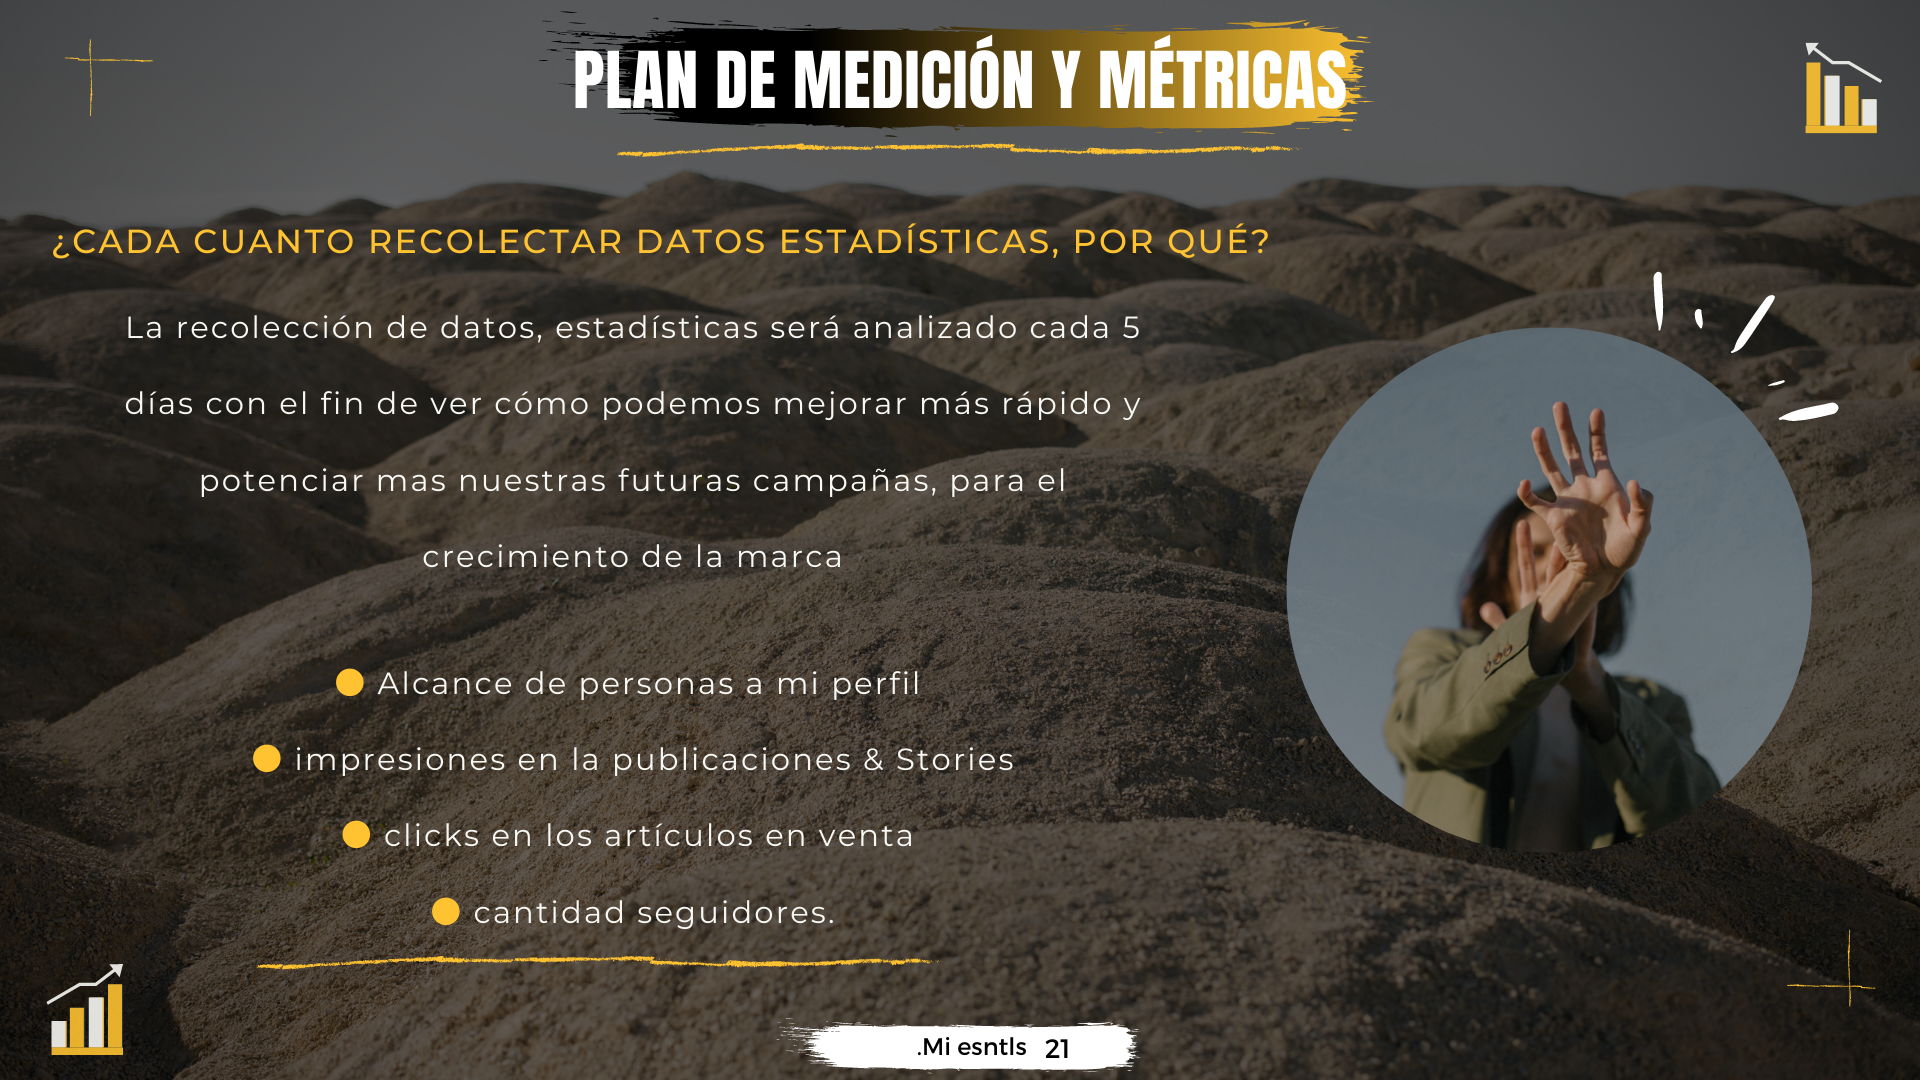 PLAN DE MEDICIÓN Y MÉTRICAS
¿CADA CUANTO RECOLECTAR DATOS ESTADÍSTICAS, POR QUÉ?
La recolección de datos, estadísticas será analizado cada 5
días con el fin de ver cómo podemos mejorar más rápido y
potenciar mas nuestras futuras campañas, para el
crecimiento de la marca
Alcance de personas a mi perfil
impresiones en la publicaciones & Stories
clicks en los artículos en venta
cantidad seguidores.
.Mi esntls 21